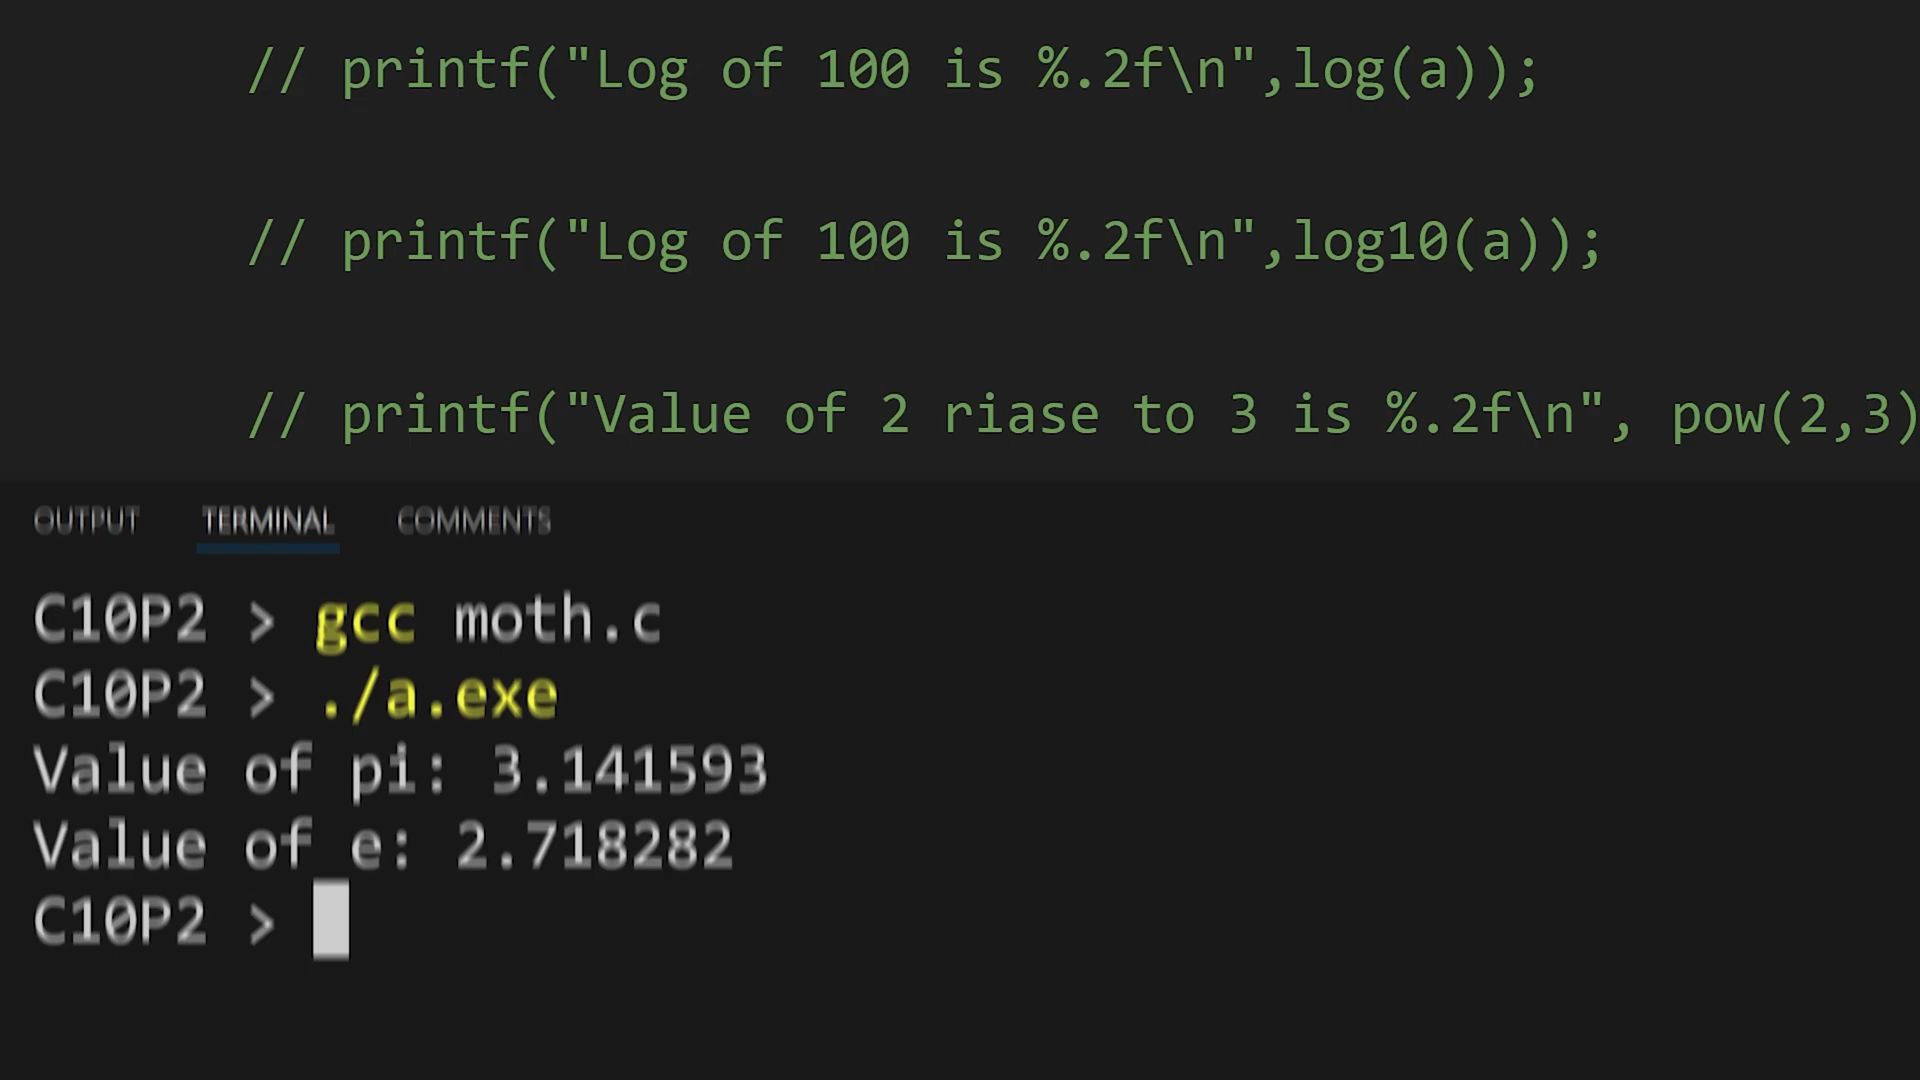 // printf("Log of 100 is %.2f\n",log(a));
// printf("Log of 100 is %.2f\n",log10(a));
// printf("Value of 2 riase to 3 is %.2f\n", pow(2,3)
OUTPUT TERMINAL COMMENTS
C10P2 > gcc moth.c
C10P2 > ./a.exe
Value of pi: 3.141593
Value of e: 2.718282
C10P2 >